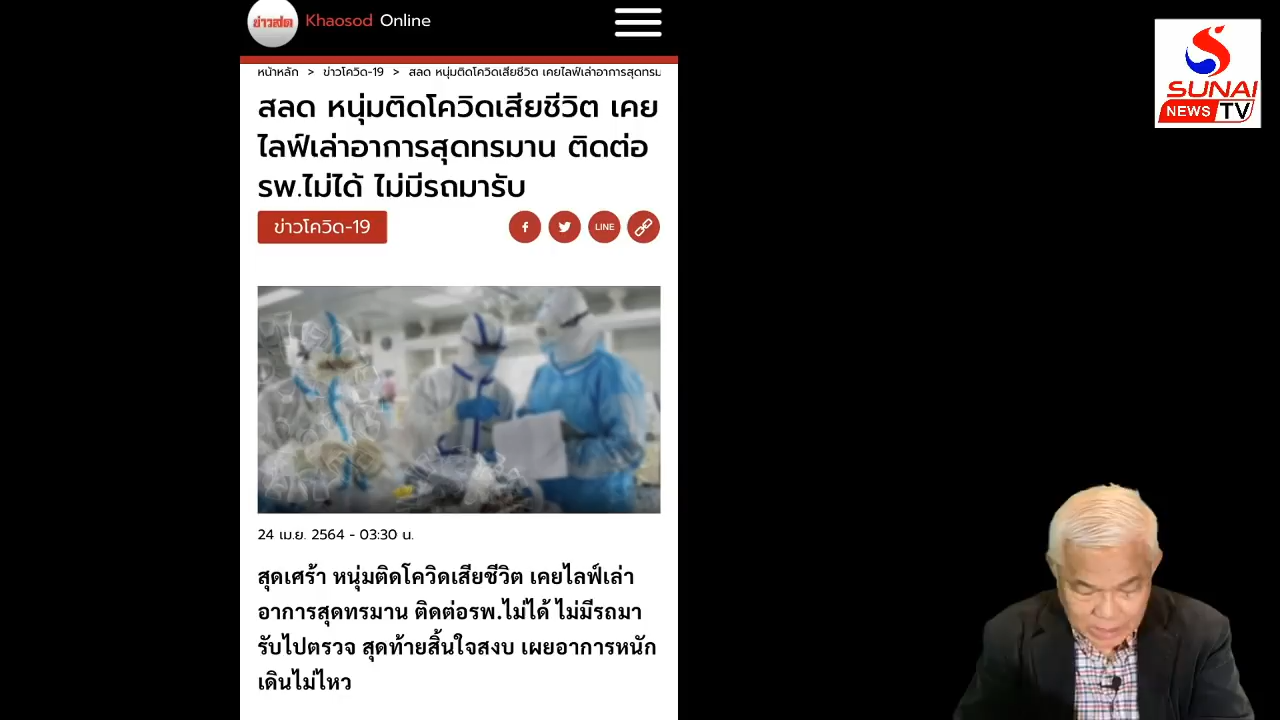 ข่าวสด Khaosod Online
SUNAI
NEWS TV
หน้าหลัก > ข่าวโควิด-19 > สลด หนุ่มติดโควิดเสียชีวิต เคยไลฟ์เล่าอาการสุดทรม
สลด หนุ่มติดโควิดเสียชีวิต เคย
ไลฟ์เล่าอาการสุดทรมาน ติดต่อ
รพ.ไม่ได้ ไม่มีรถมารับ
ข่าวโควิด-19
LINE
24 เม.ย. 2564 - 03:30 น.
สุดเศร้า หนุ่มติดโควิดเสียชีวิต เคยไลฟ์เล่า
อาการสุดทรมาน ติดต่อรพ.ไม่ได้ ไม่มีรถมา
รับไปตรวจ สุดท้ายสิ้นใจสงบ เผยอาการหนัก
เดินไม่ไหว